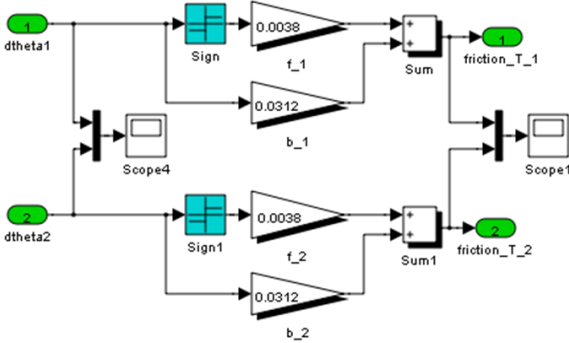 1
dtheta1
Sign
0.0038
f_1
+
+
Sum
1
friction_T_1
0.0312
b_1
Scope4
Scope1
2
dtheta2
Sign1
0.0038
f_2
+
+
Sum1
2
friction_T_2
0.0312
b_2